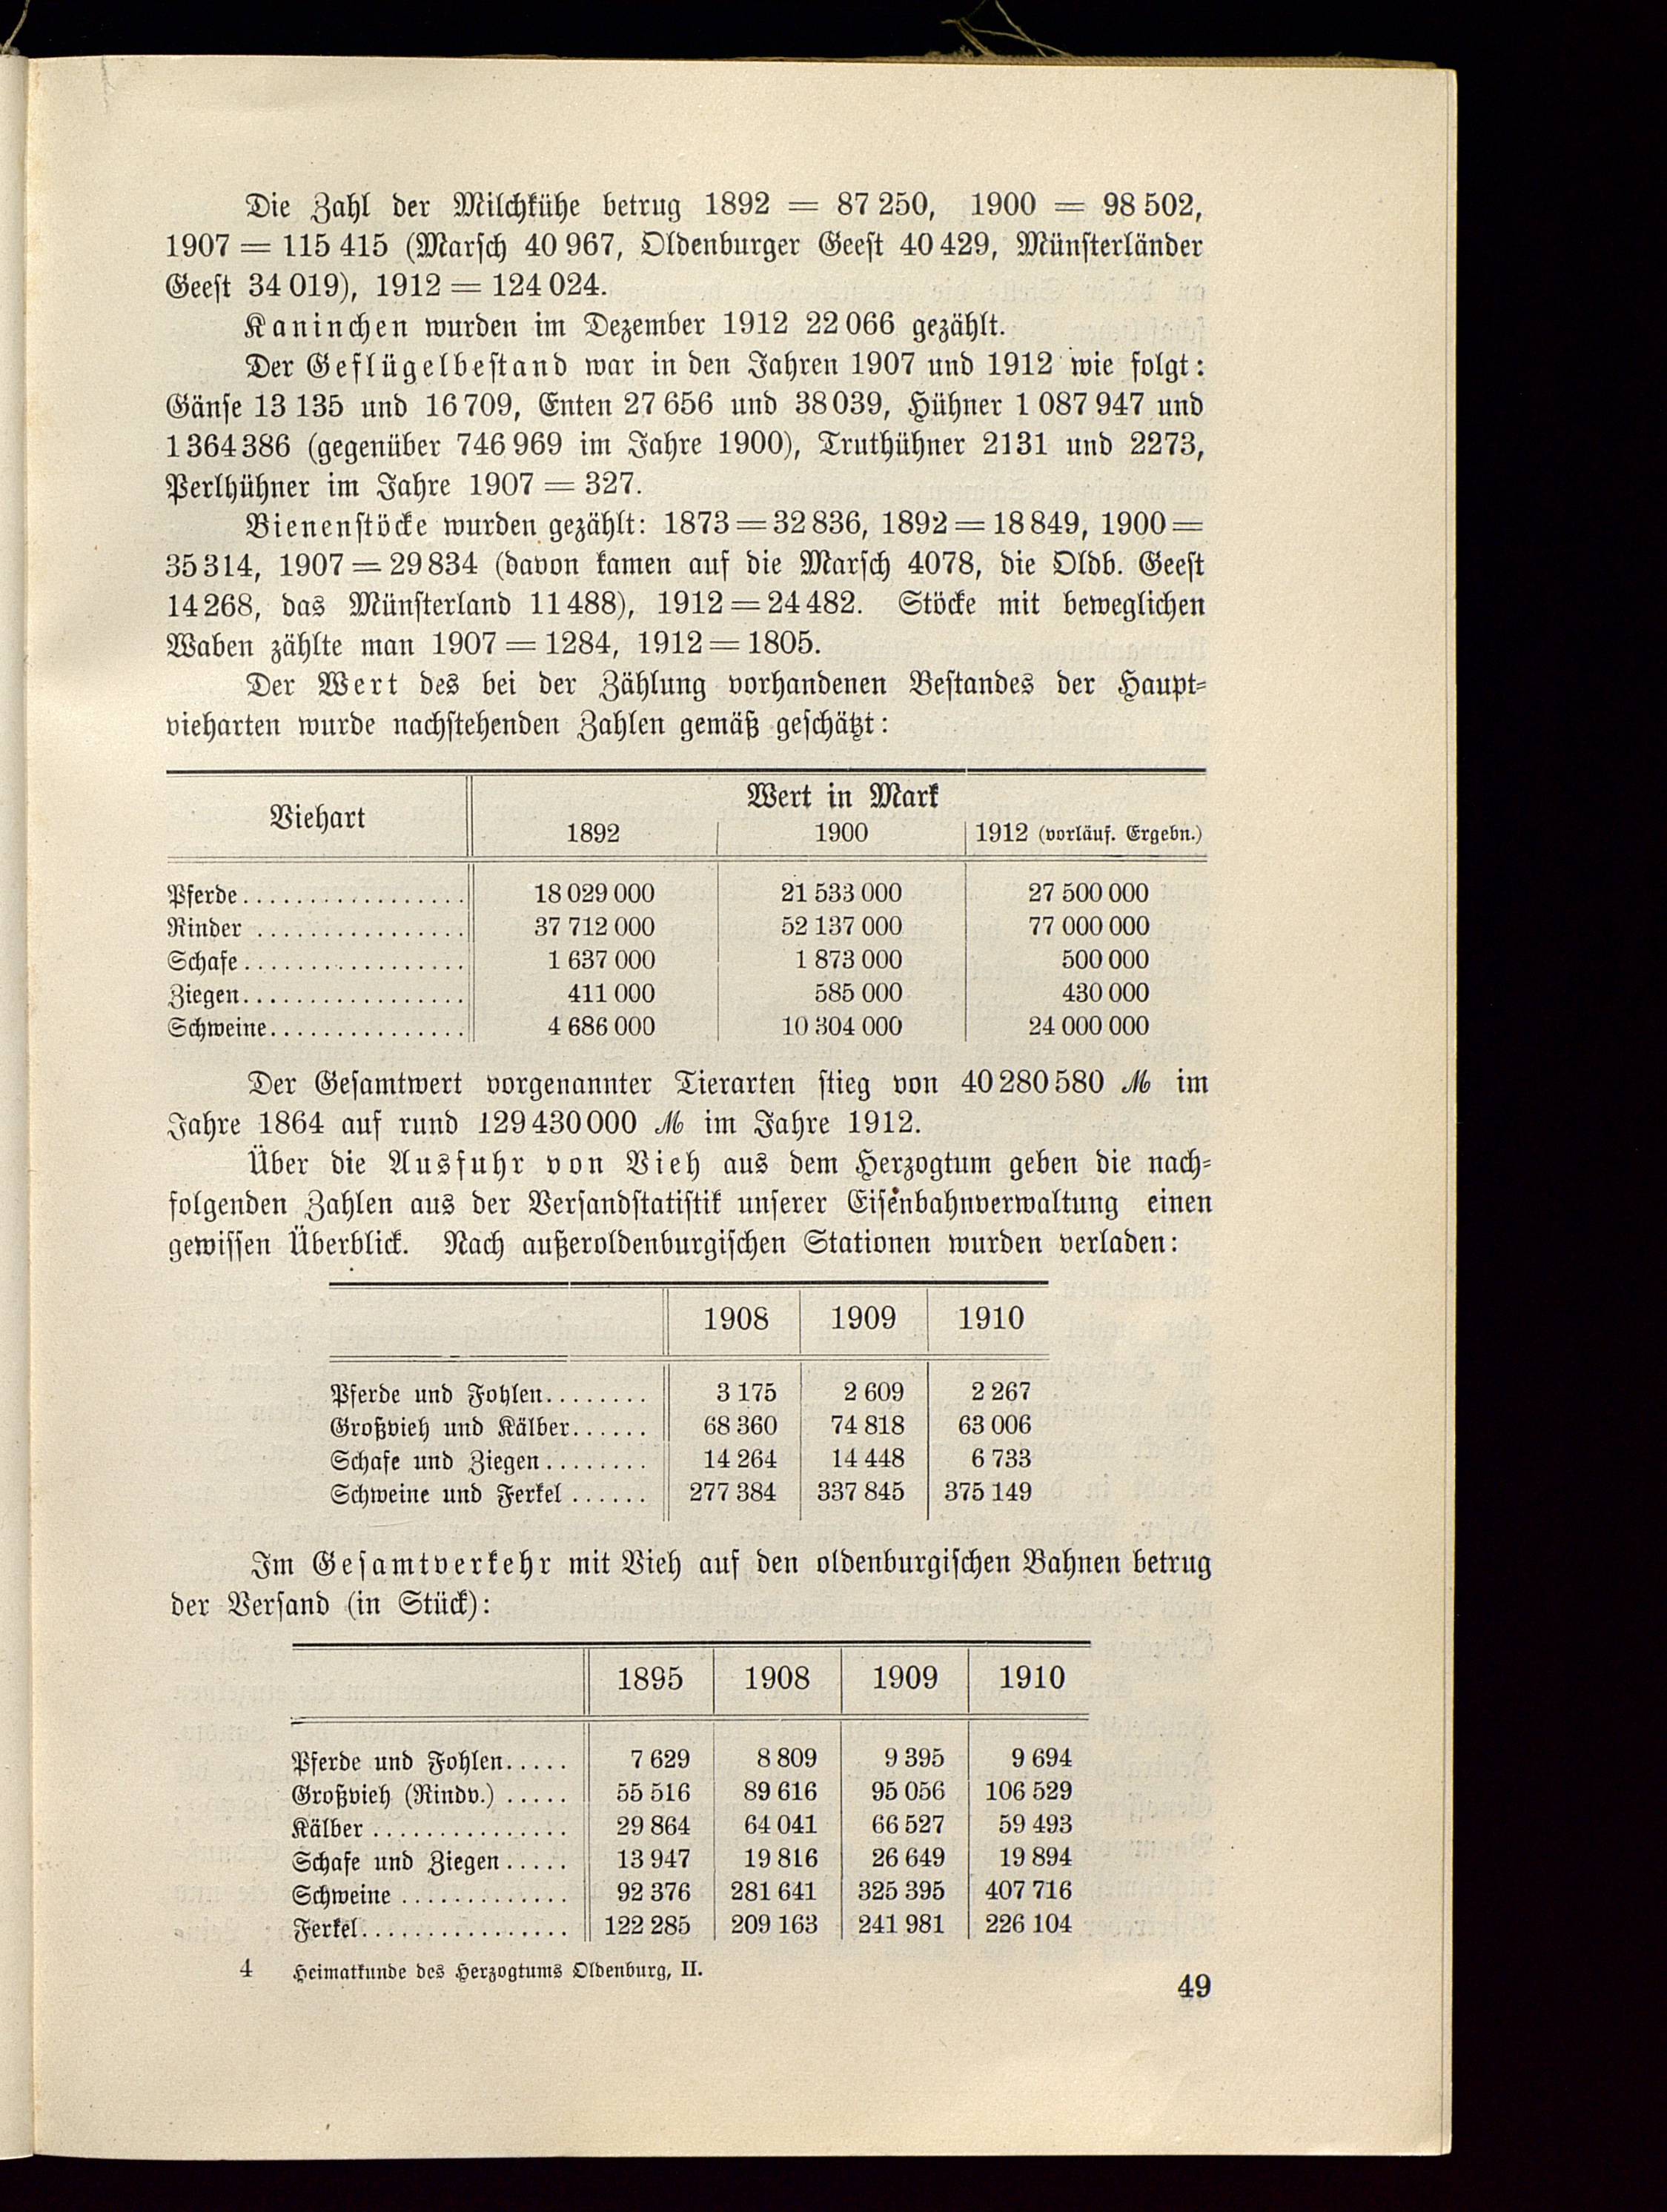 Die Zahl der Milchkühe betrug 1892 = 87 250, 1900 = 98 502,
1907 = 115 415 (Marsch 40 967, Oldenburger Geest 40 429, Münsterländer
Geest 34 019), 1912 = 124 024.
Kaninchen wurden im Dezember 1912 22 066 gezählt.
Der Geflügelbestand war in den Jahren 1907 und 1912 wie folgt:
Gänse 13 135 und 16 709, Enten 27 656 und 38 039, Hühner 1 087 947 und
1 364 386 (gegenüber 746 969 im Jahre 1900), Truthühner 2131 und 2273,
Perlhühner im Jahre 1907 = 327.
Bienenstöcke wurden gezählt: 1873 = 32 836, 1892 = 18 849, 1900 =
35 314, 1907 = 29 834 (davon kamen auf die Marsch 4078, die Oldb. Geest
14 268, das Münsterland 11 488), 1912 = 24 482. Stöcke mit beweglichen
Waben zählte man 1907 = 1284, 1912 = 1805.
Der Wert des bei der Zählung vorhandenen Bestandes der Haupt-
vieharten wurde nachstehenden Zahlen gemäß geschätzt:
Viehart Wert in Mark
1892 1900 1912 (vorläuf. Ergebn.)
Pferde................. 18 029 000 21 533 000 27 500 000
Rinder ................ 37 712 000 52 137 000 77 000 000
Schafe................. 1 637 000 1 873 000 500 000
Ziegen................. 411 000 585 000 430 000
Schweine............... 4 686 000 10 304 000 24 000 000
Der Gesamtwert vorgenannter Tierarten stieg von 40 280 580 ℳ im
Jahre 1864 auf rund 129 430 000 ℳ im Jahre 1912.
Über die Ausfuhr von Vieh aus dem Herzogtum geben die nach-
folgenden Zahlen aus der Versandstatistik unserer Eisenbahnverwaltung einen
gewissen Überblick. Nach außeroldenburgischen Stationen wurden verladen:
1908 1909 1910
Pferde und Fohlen........ 3 175 2 609 2 267
Großvieh und Kälber...... 68 360 74 818 63 006
Schafe und Ziegen........ 14 264 14 448 6 733
Schweine und Ferkel ...... 277 384 337 845 375 149
Im Gesamtverkehr mit Vieh auf den oldenburgischen Bahnen betrug
der Versand (in Stück):
1895 1908 1909 1910
Pferde und Fohlen..... 7 629 8 809 9 395 9 694
Großvieh (Rindv.) ..... 55 516 89 616 95 056 106 529
Kälber ............... 29 864 64 041 66 527 59 493
Schafe und Ziegen..... 13 947 19 816 26 649 19 894
Schweine ............. 92 376 281 641 325 395 407 716
Ferkel................ 122 285 209 163 241 981 226 104
4 Heimatkunde des Herzogtums Oldenburg, II.
49